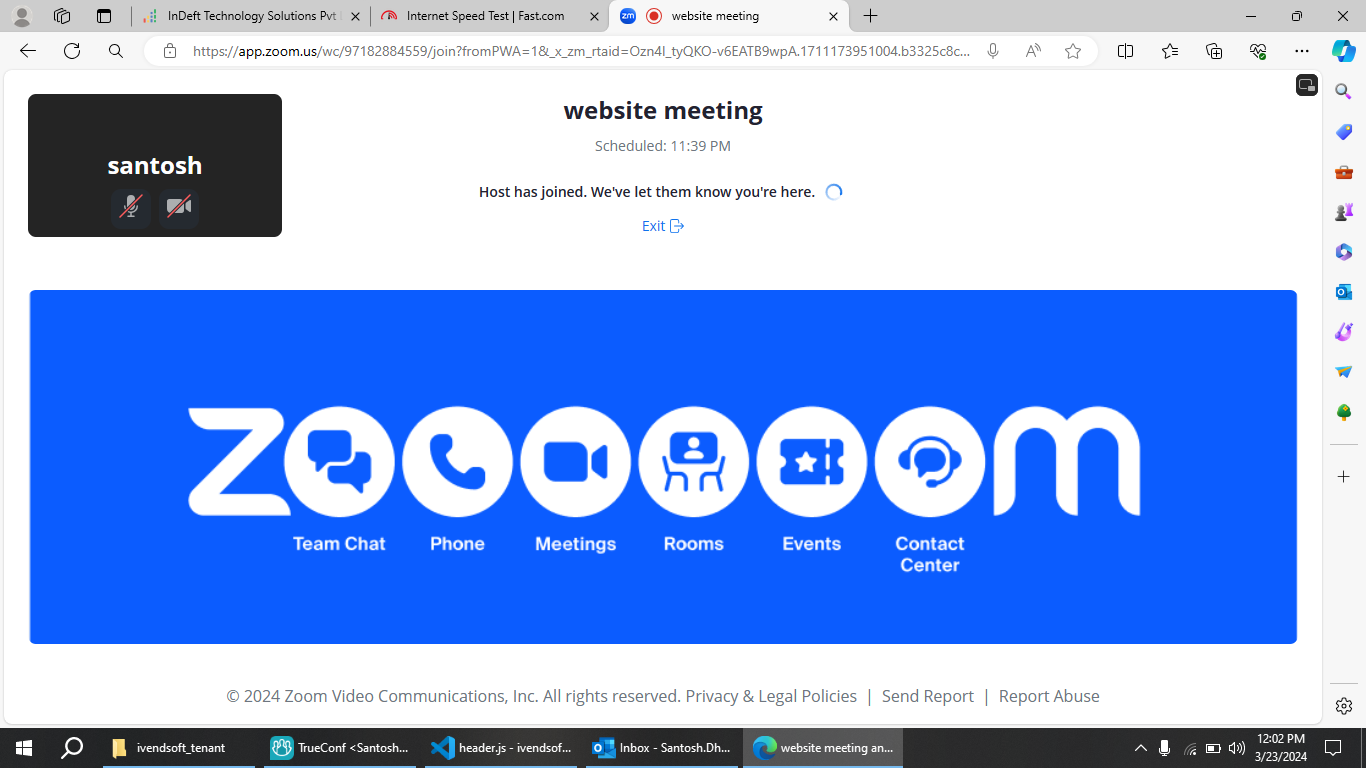 InDeft Technology Solutions Pvt
Internet Speed Test | Fast.com
zm
website meeting
https://app.zoom.us/wc/97182884559/join?fromPWA=1&_x_zm_rtaid=Ozn4I_tyQKO-v6EATB9wpA.1711173951004.b3325c8c...
website meeting
Scheduled: 11:39 PM
santosh
Host has joined. We've let them know you're here.
Exit
zoooooom
Team Chat
Phone
Meetings
Rooms
Events
Contact
Center
© 2024 Zoom Video Communications, Inc. All rights reserved. Privacy & Legal Policies | Send Report | Report Abuse
ivendsoft_tenant
TrueConf <Santosh...
header.js - ivendsof...
Inbox - Santosh.Dh...
website meeting an...
12:02 PM
3/23/2024